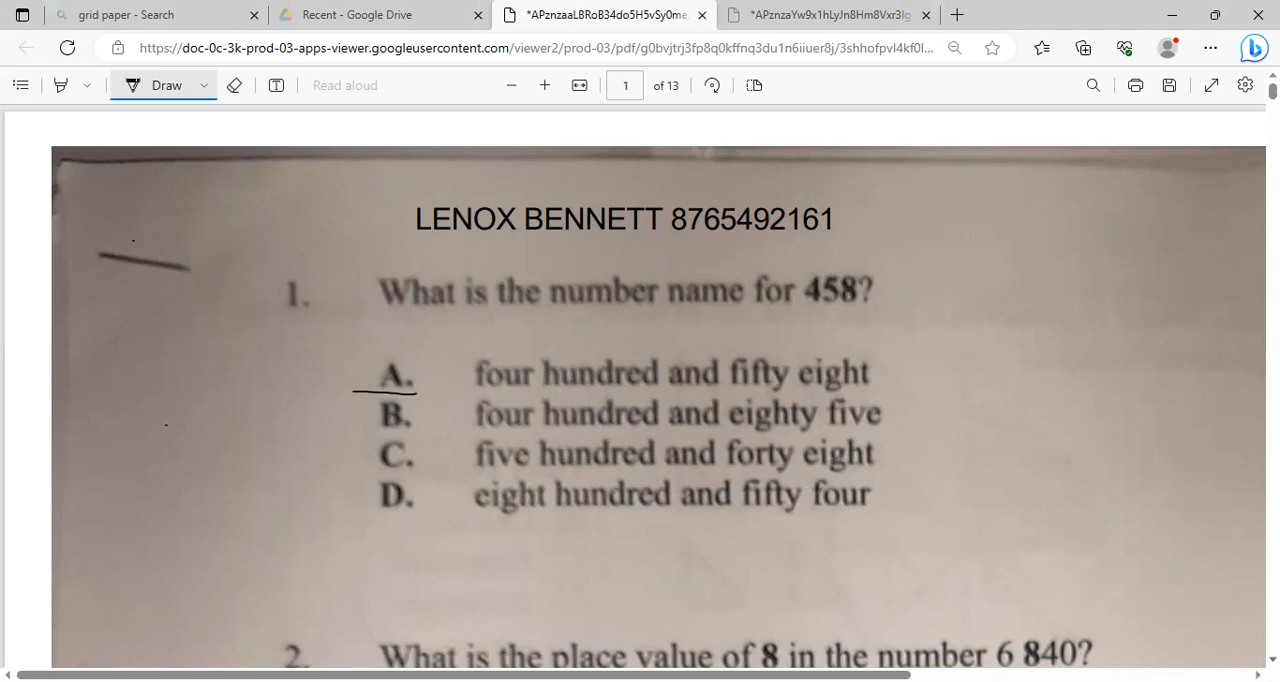 grid paper - Search
Recent - Google Drive
*APznzaaLBRoB34do5H5vSy0me
*APznzaYw9x1hLyJn8Hm8Vxr3Ig
https://doc-0c-3k-prod-03-apps-viewer.googleusercontent.com/viewer2/prod-03/pdf/g0bvjtrj3fp8q0kffnq3du1n6iiuer8j/3shhofpvl4kf0l...
Draw
Read aloud
1
of 13
LENOX BENNETT 8765492161
1. What is the number name for 458?
A. four hundred and fifty eight
B. four hundred and eighty five
C. five hundred and forty eight
D. eight hundred and fifty four
2. What is the place value of 8 in the number 6 840?